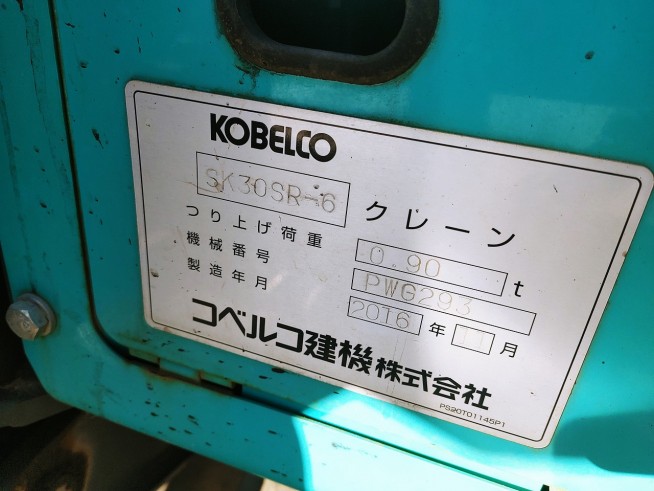 KOBELCO
SK30SR-6 クレーン
つり上げ荷重 0.90 t
機械番号 PWG293
製造年月 2016 年 11 月
コベルコ建機株式会社
PS20T01145P1